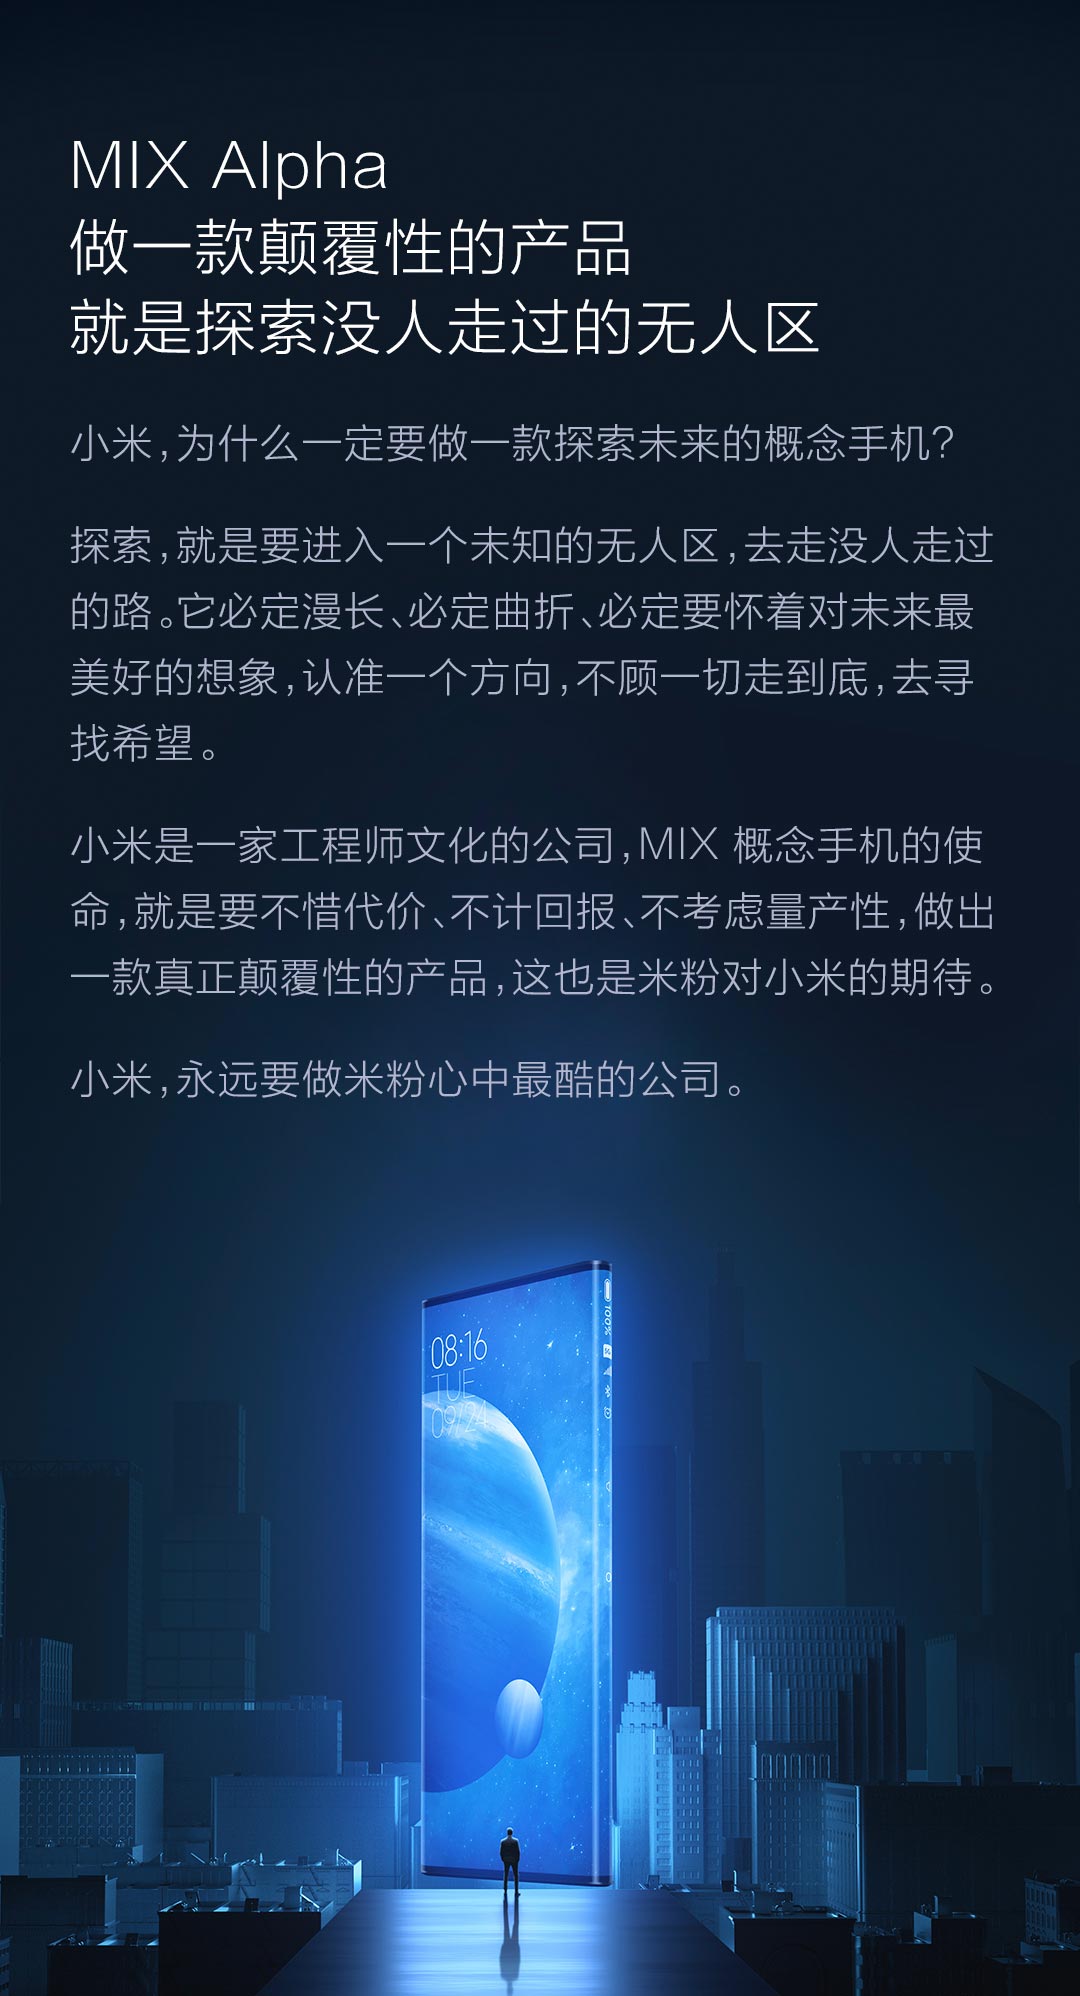 MIX Alpha
做一款颠覆性的产品
就是探索没人走过的无人区
小米,为什么一定要做一款探索未来的概念手机?
探索,就是要进入一个未知的无人区,去走没人走过
的路。它必定漫长、必定曲折、必定要怀着对未来最
美好的想象,认准一个方向,不顾一切走到底,去寻
找希望。
小米是一家工程师文化的公司,MIX 概念手机的使
命,就是要不惜代价、不计回报、不考虑量产性,做出
一款真正颠覆性的产品,这也是米粉对小米的期待。
小米,永远要做米粉心中最酷的公司。
08:16
TUE
09/24
100%